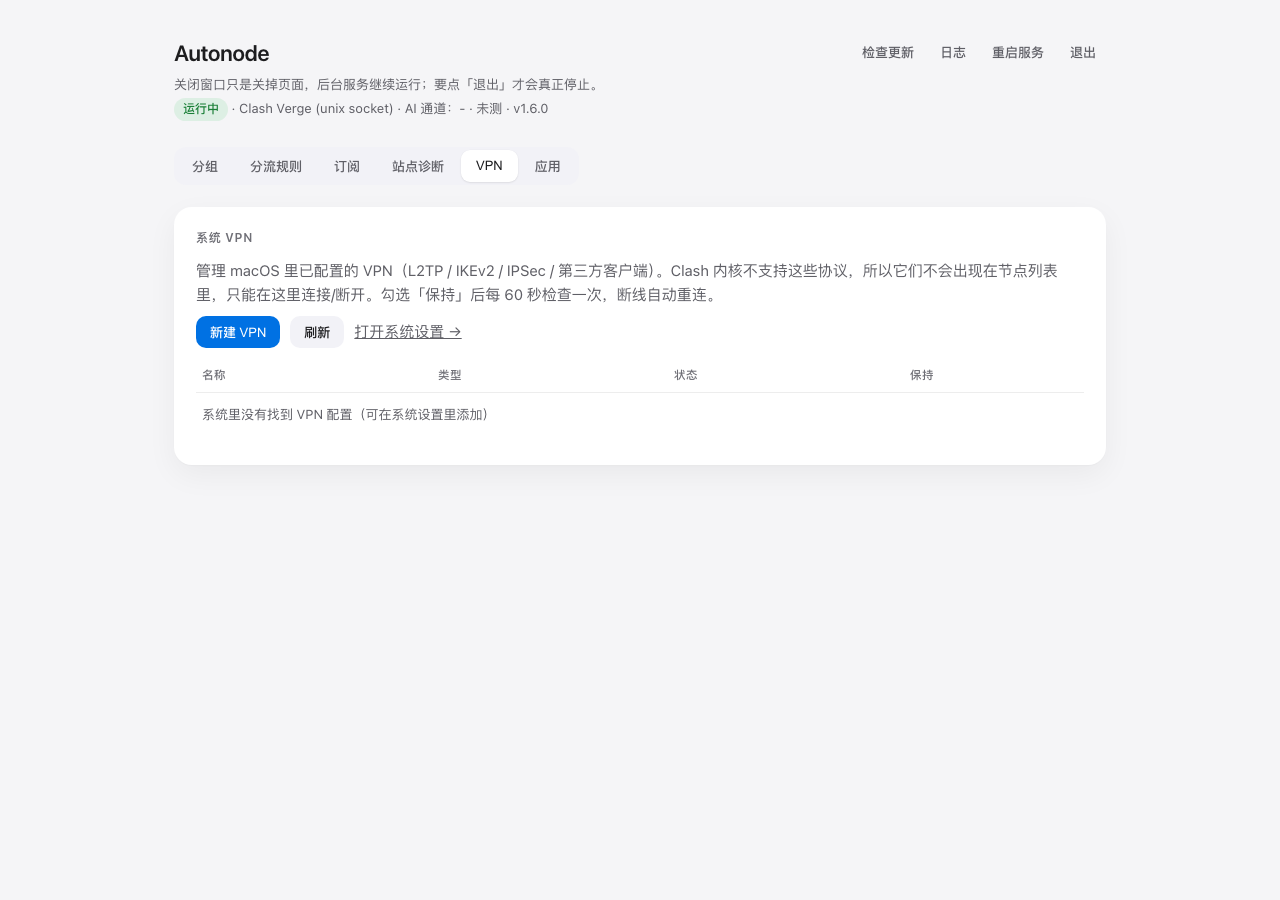 Autonode
检查更新 日志 重启服务 退出
关闭窗口只是关掉页面，后台服务继续运行；要点「退出」才会真正停止。
运行中 · Clash Verge (unix socket) · AI 通道：- · 未测 · v1.6.0
分组 分流规则 订阅 站点诊断 VPN 应用
系统 VPN
管理 macOS 里已配置的 VPN（L2TP / IKEv2 / IPSec / 第三方客户端）。Clash 内核不支持这些协议，所以它们不会出现在节点列表
里，只能在这里连接/断开。勾选「保持」后每 60 秒检查一次，断线自动重连。
新建 VPN 刷新 打开系统设置 →
名称 类型 状态 保持
系统里没有找到 VPN 配置（可在系统设置里添加）